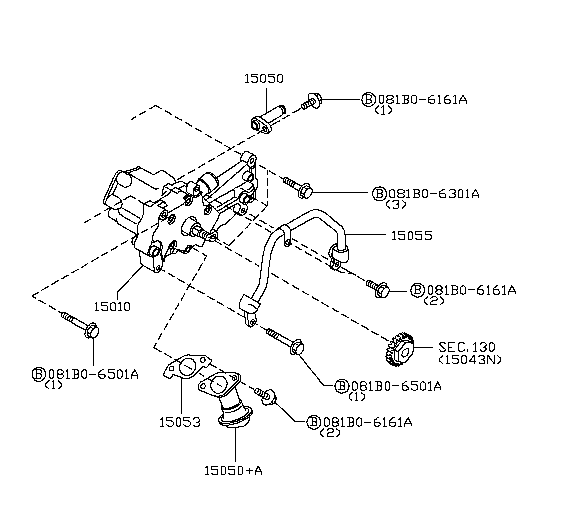 15050
B081B0-6161A
(1)
B081B0-6301A
(3)
15055
B081B0-6161A
(2)
15010
SEC.130
(15043N)
B081B0-6501A
(1)
B081B0-6501A
(1)
15053
B081B0-6161A
(2)
15050+A